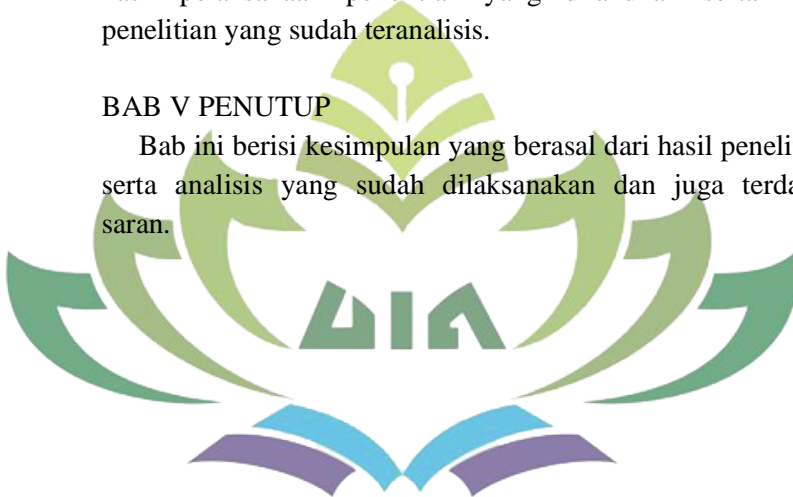 penelitian yang sudah teranalisis.
BAB V PENUTUP
Bab ini berisi kesimpulan yang berasal dari hasil peneli
serta analisis yang sudah dilaksanakan dan juga terda
saran.
UIN